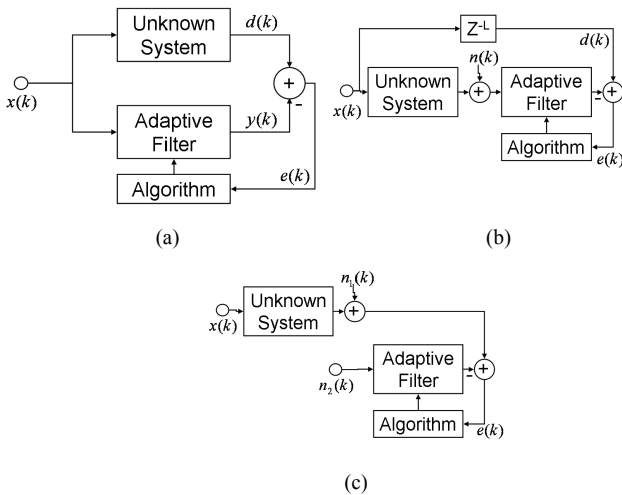 Unknown
System
d(k)
+
-
x(k)
Adaptive
Filter
y(k)
Algorithm
e(k)
(a)
Z-L
d(k)
n(k)
x(k)
Unknown
System
+
Adaptive
Filter
-
+
Algorithm
e(k)
(b)
n1(k)
x(k)
Unknown
System
+
n2(k)
Adaptive
Filter
-
+
Algorithm
e(k)
(c)